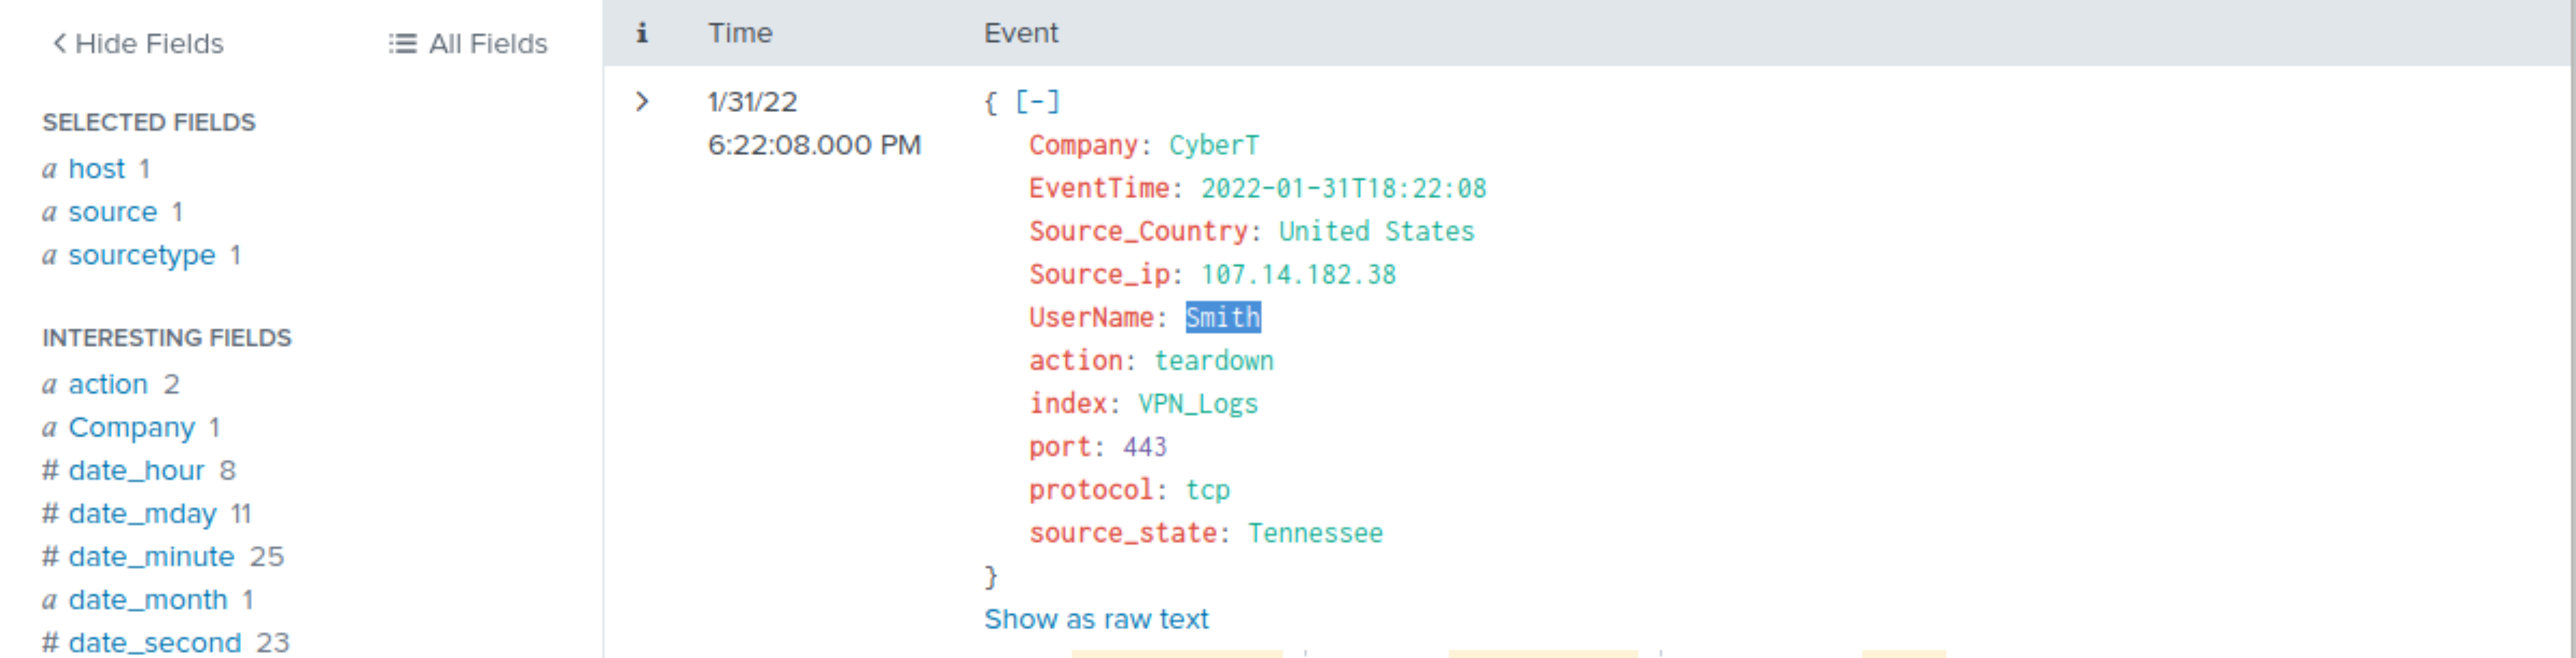 Hide Fields
All Fields
SELECTED FIELDS
a host 1
a source 1
a sourcetype 1
INTERESTING FIELDS
a action 2
a Company 1
# date_hour 8
# date_mday 11
# date_minute 25
a date_month 1
# date_second 23
i Time Event
1/31/22
6:22:08.000 PM
{ [-]
Company: CyberT
EventTime: 2022-01-31T18:22:08
Source_Country: United States
Source_ip: 107.14.182.38
UserName: Smith
action: teardown
index: VPN_Logs
port: 443
protocol: tcp
source_state: Tennessee
}
Show as raw text